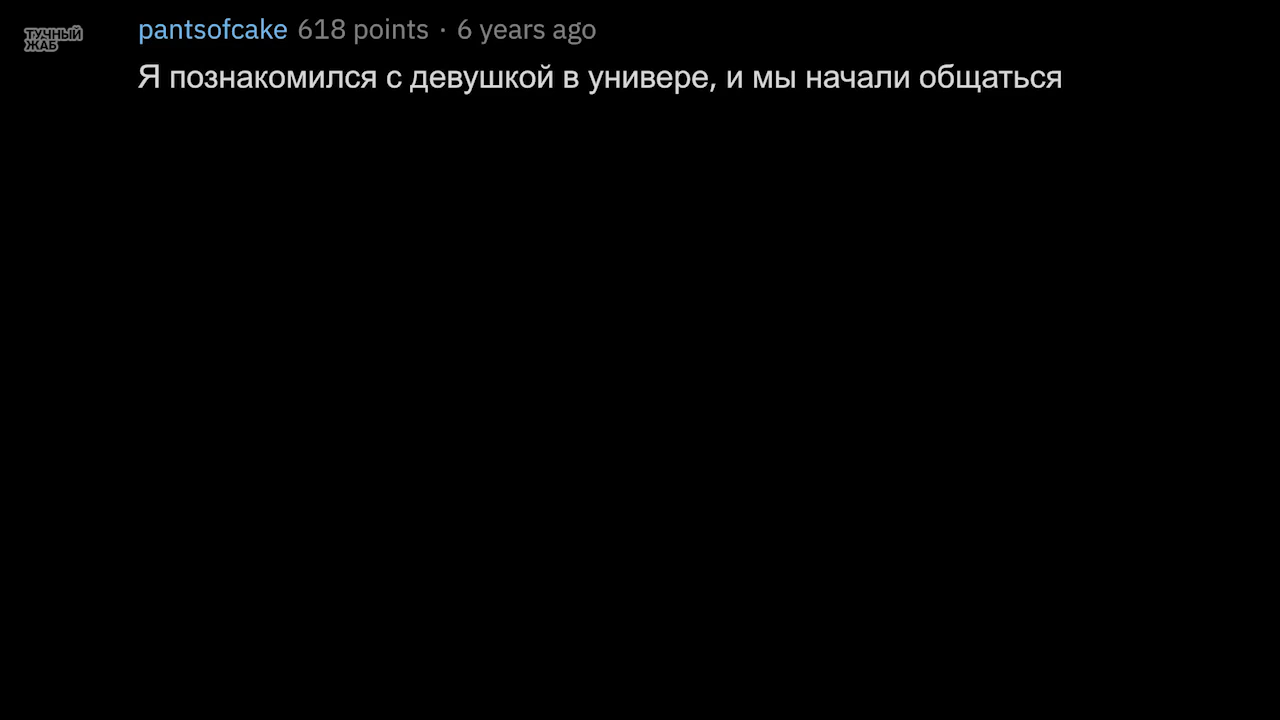 ТУЧНЫЙ
ЖАБ
pantsofcake 618 points · 6 years ago
Я познакомился с девушкой в универе, и мы начали общаться